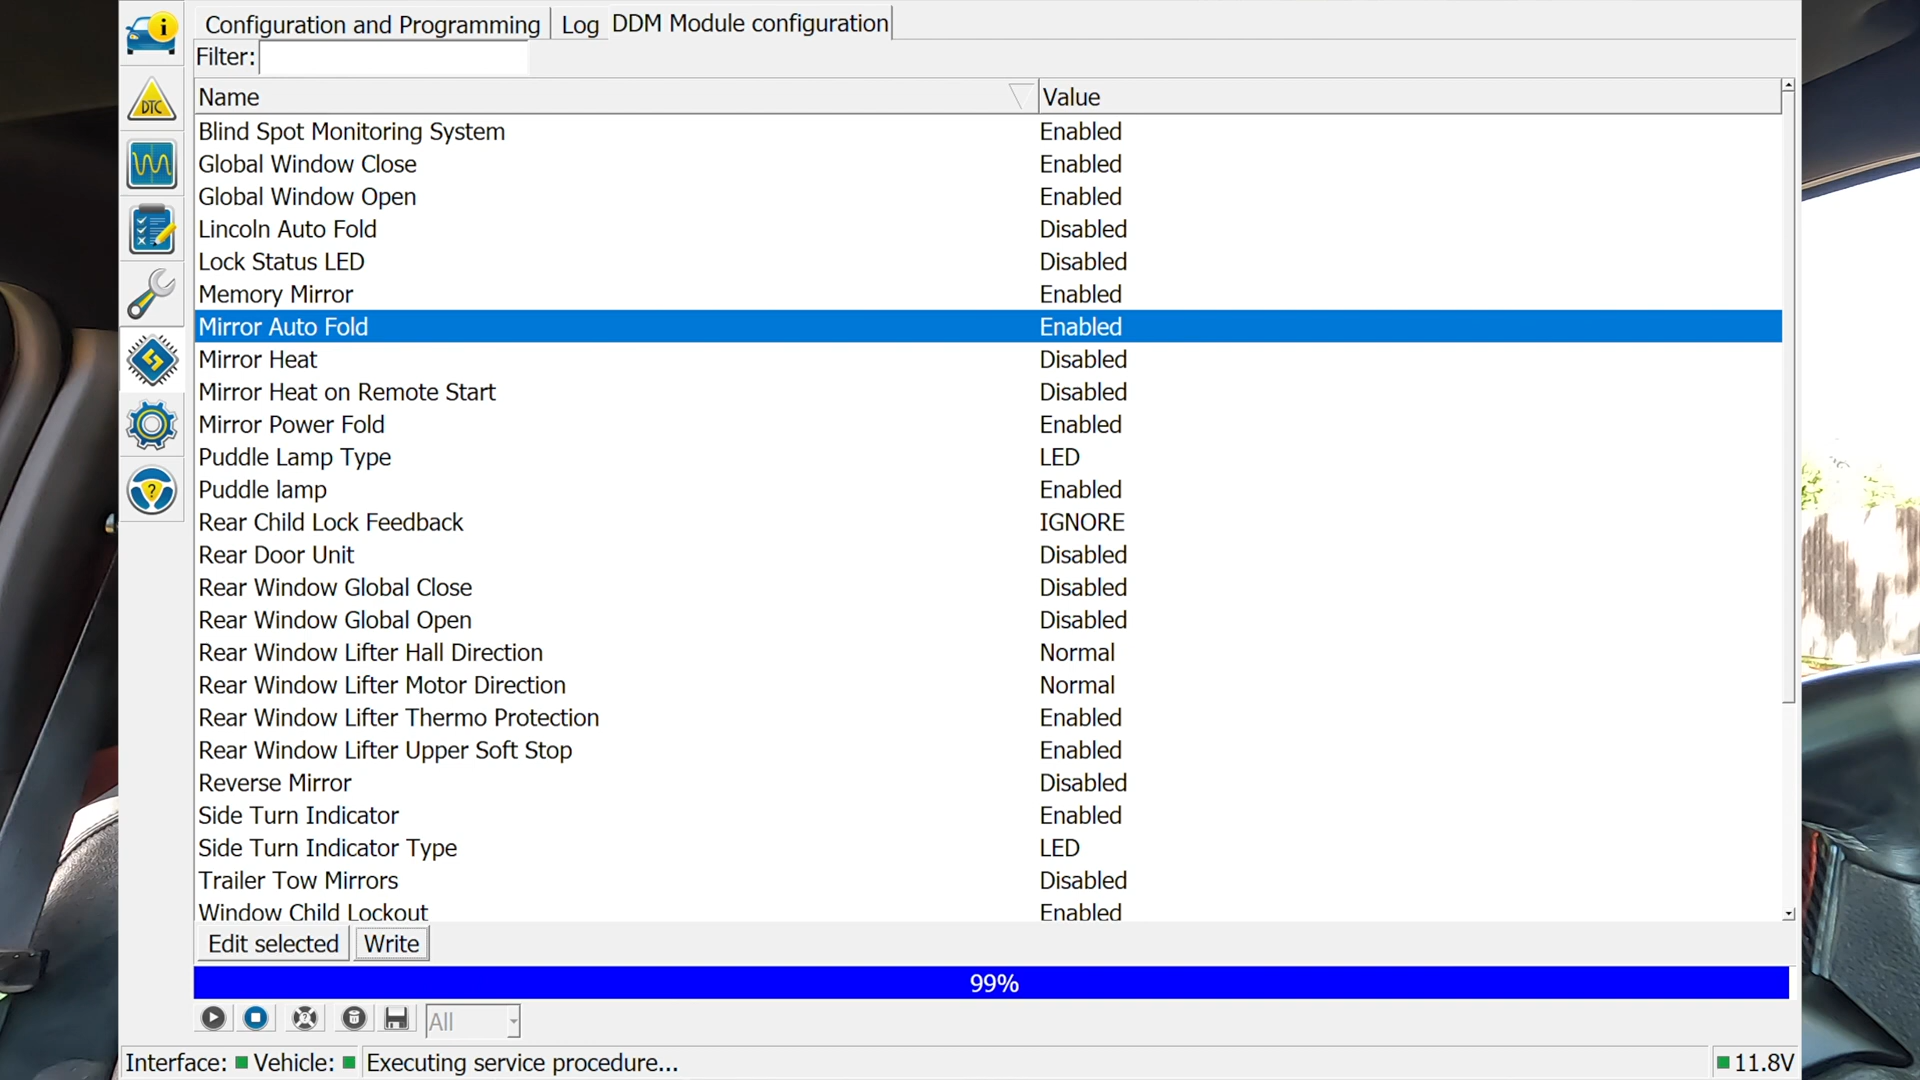 Configuration and Programming Log DDM Module configuration
Filter:
Name Value
DTC
Blind Spot Monitoring System Enabled
Global Window Close Enabled
Global Window Open Enabled
Lincoln Auto Fold Disabled
Lock Status LED Disabled
Memory Mirror Enabled
Mirror Auto Fold Enabled
Mirror Heat Disabled
Mirror Heat on Remote Start Disabled
Mirror Power Fold Enabled
Puddle Lamp Type LED
Puddle lamp Enabled
Rear Child Lock Feedback IGNORE
Rear Door Unit Disabled
Rear Window Global Close Disabled
Rear Window Global Open Disabled
Rear Window Lifter Hall Direction Normal
Rear Window Lifter Motor Direction Normal
Rear Window Lifter Thermo Protection Enabled
Rear Window Lifter Upper Soft Stop Enabled
Reverse Mirror Disabled
Side Turn Indicator Enabled
Side Turn Indicator Type LED
Trailer Tow Mirrors Disabled
Window Child Lockout Enabled
Edit selected Write
99%
All
Interface: Vehicle: Executing service procedure... 11.8V